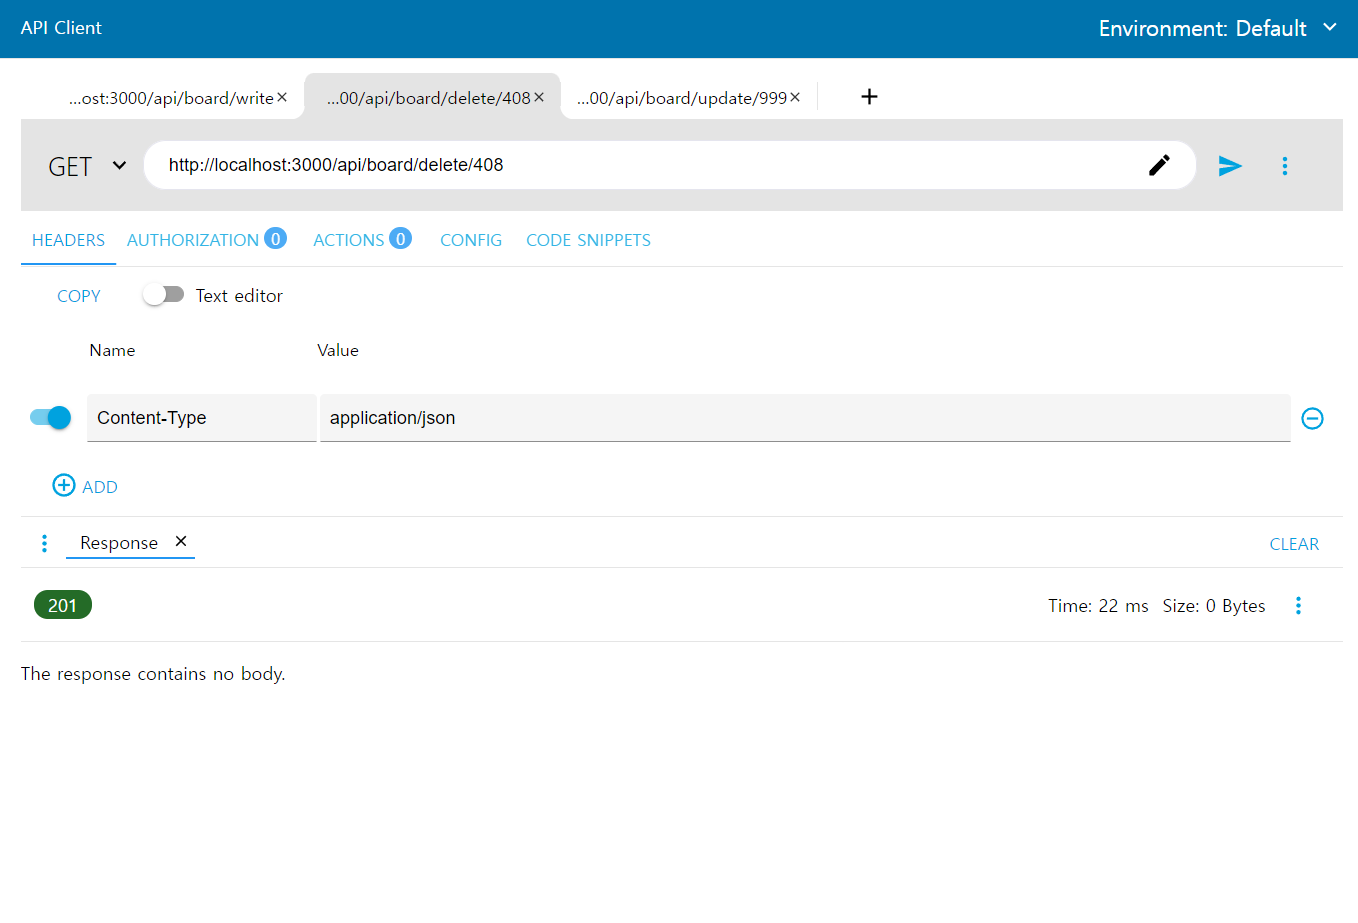 API Client
Environment: Default
...ost:3000/api/board/write
...00/api/board/delete/408
...00/api/board/update/999
GET
http://localhost:3000/api/board/delete/408
HEADERS
AUTHORIZATION 0
ACTIONS 0
CONFIG
CODE SNIPPETS
COPY
Text editor
Name
Value
Content-Type
application/json
ADD
Response
CLEAR
201
Time: 22 ms
Size: 0 Bytes
The response contains no body.